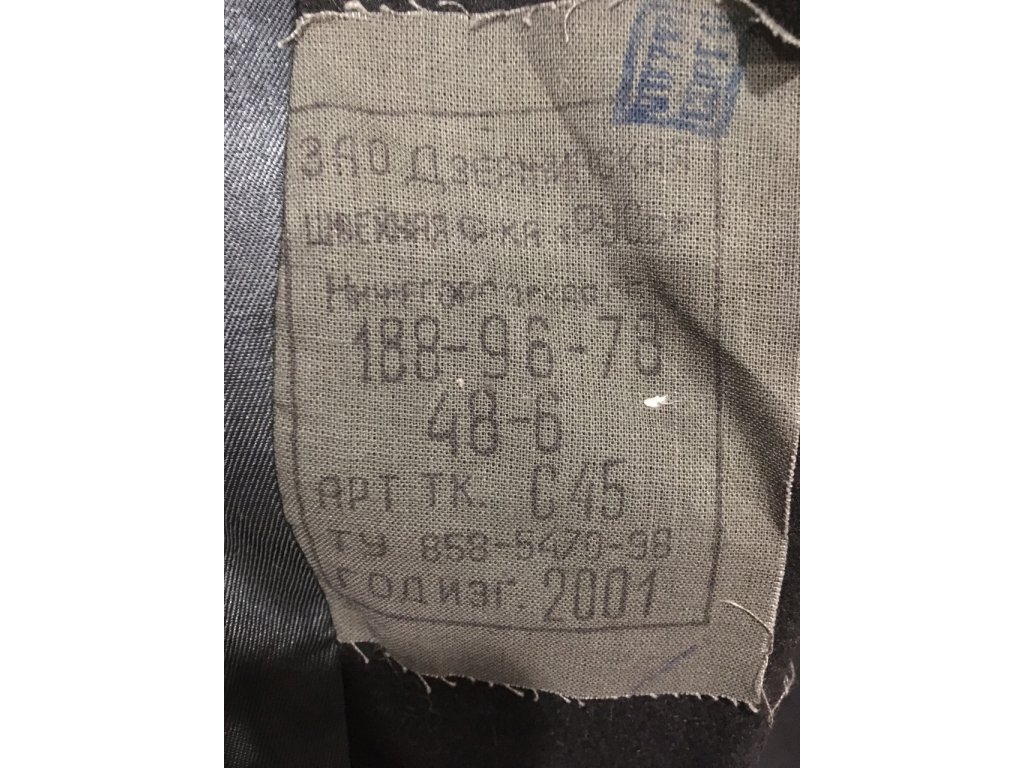 ЗАО Дзержинская
швейная ф-ка "Русь"
Нижегородская
188-96-78
48-6
АРТ ТК. С45
ТУ 858-5470-98
ГОД ИЗГ. 2001